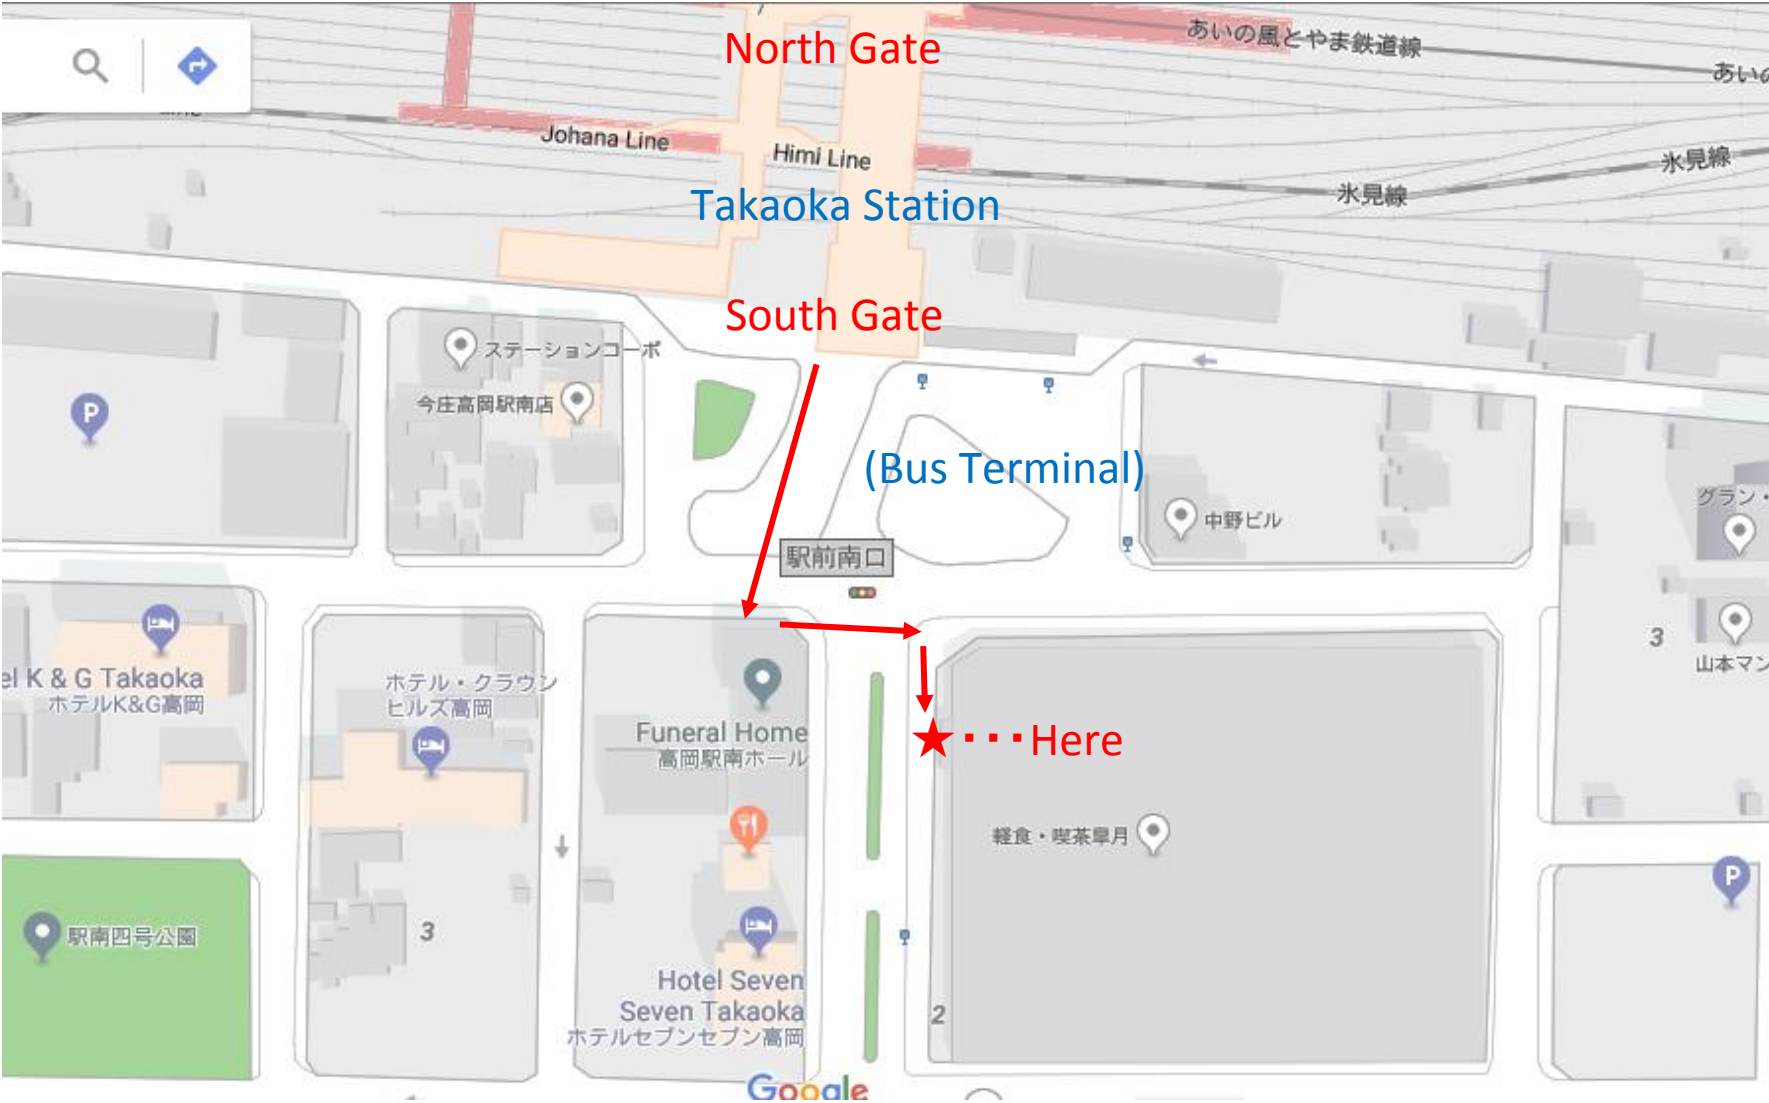 North Gate
あいの風とやま鉄道線
Johana Line
Himi Line
氷見線
氷見線
Takaoka Station
South Gate
ステーションコーポ
今庄高岡駅南店
P
(Bus Terminal)
中野ビル
グラン・
駅前南口
3
山本マン
el K & G Takaoka
ホテルK&G高岡
ホテル・クラウン
ヒルズ高岡
Funeral Home
高岡駅南ホール
★・・・Here
軽食・喫茶皐月
P
駅南四号公園
3
Hotel Seven
Seven Takaoka
ホテルセブンセブン高岡
2
Google